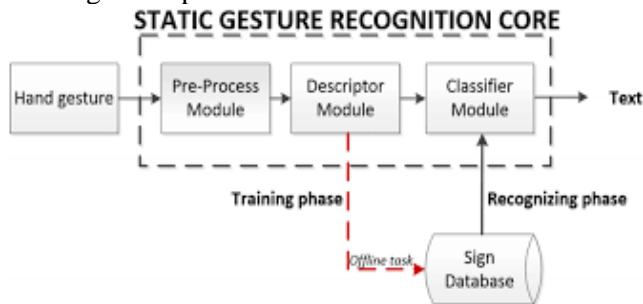 STATIC GESTURE RECOGNITION CORE
Hand gesture
Pre-Process
Module
Descriptor
Module
Classifier
Module
Text
Training phase
Recognizing phase
Offline task
Sign
Database